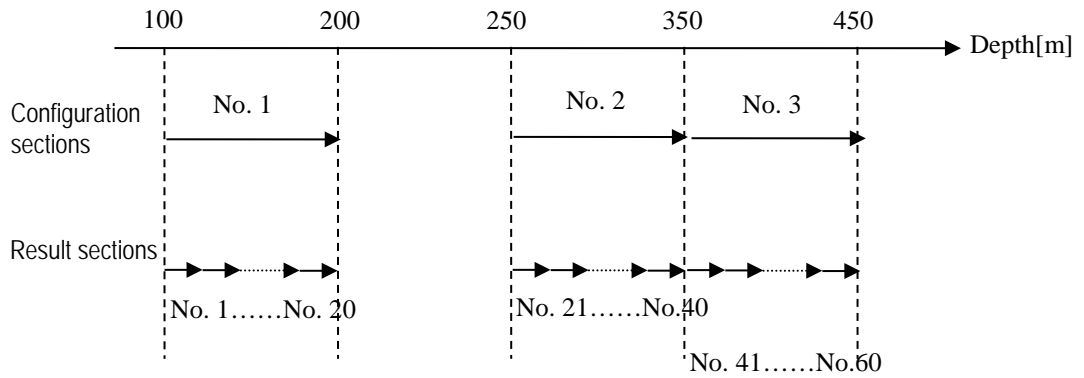 100 200 250 350 450
Depth[m]
Configuration
sections
No. 1
No. 2
No. 3
Result sections
No. 1……No. 20
No. 21……No.40
No. 41……No.60